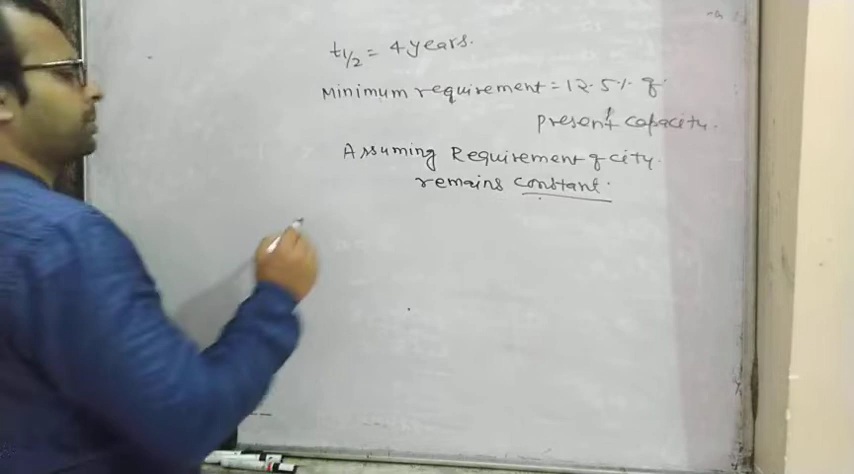 t1/2 = 4 years.
Minimum requirement = 12.5% of
present capacity.
Assuming Requirement of city
remains constant.